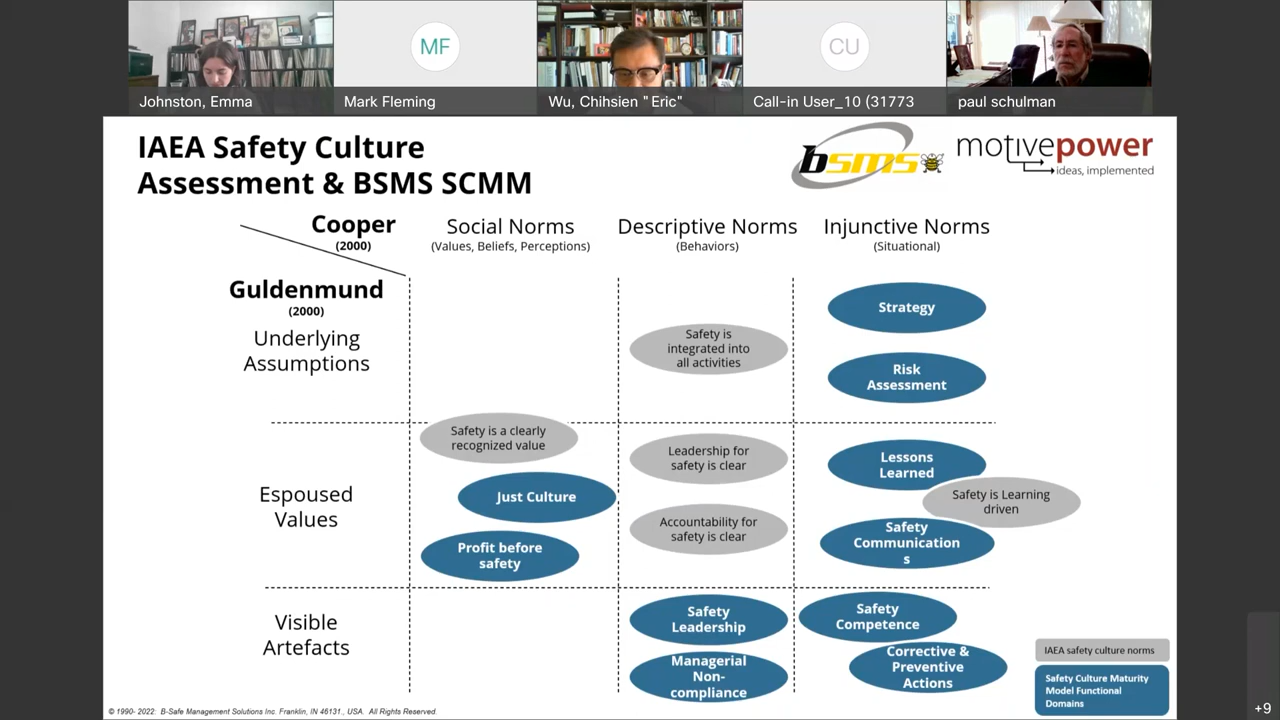 MF
CU
Johnston, Emma
Mark Fleming
Wu, Chihsien "Eric"
Call-in User_10 (31773
paul schulman
IAEA Safety Culture
Assessment & BSMS SCMM
bsms
motivepower
ideas, implemented
Cooper
(2000)
Social Norms
(Values, Beliefs, Perceptions)
Descriptive Norms
(Behaviors)
Injunctive Norms
(Situational)
Guldenmund
(2000)
Underlying
Assumptions
Safety is
integrated into
all activities
Strategy
Risk
Assessment
Espoused
Values
Safety is a clearly
recognized value
Just Culture
Profit before
safety
Leadership for
safety is clear
Accountability for
safety is clear
Lessons
Learned
Safety is Learning
driven
Safety
Communication
s
Visible
Artefacts
Safety
Leadership
Managerial
Non-
compliance
Safety
Competence
Corrective &
Preventive
Actions
IAEA safety culture norms
Safety Culture Maturity
Model Functional
Domains
© 1990- 2022: B-Safe Management Solutions Inc. Franklin, IN 46131., USA. All Rights Reserved.
+9